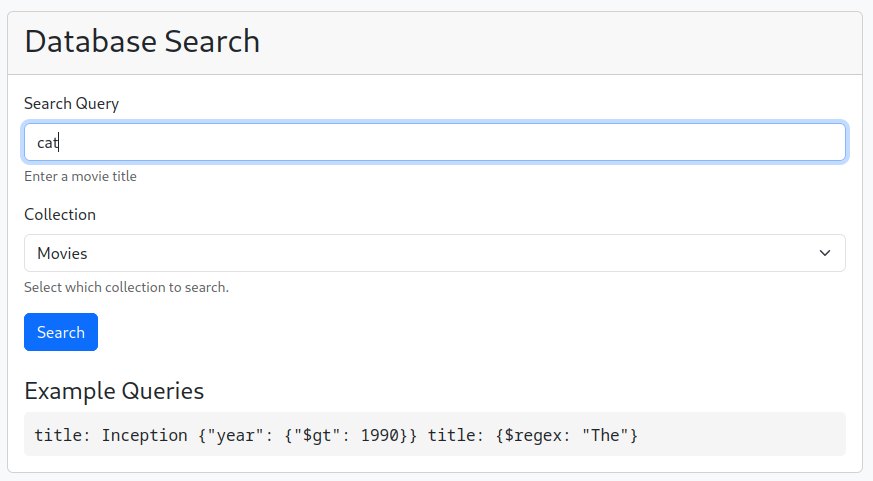 Database Search
Search Query
cat
Enter a movie title
Collection
Movies
Select which collection to search.
Search
Example Queries
title: Inception {"year": {"$gt": 1990}} title: {$regex: "The"}